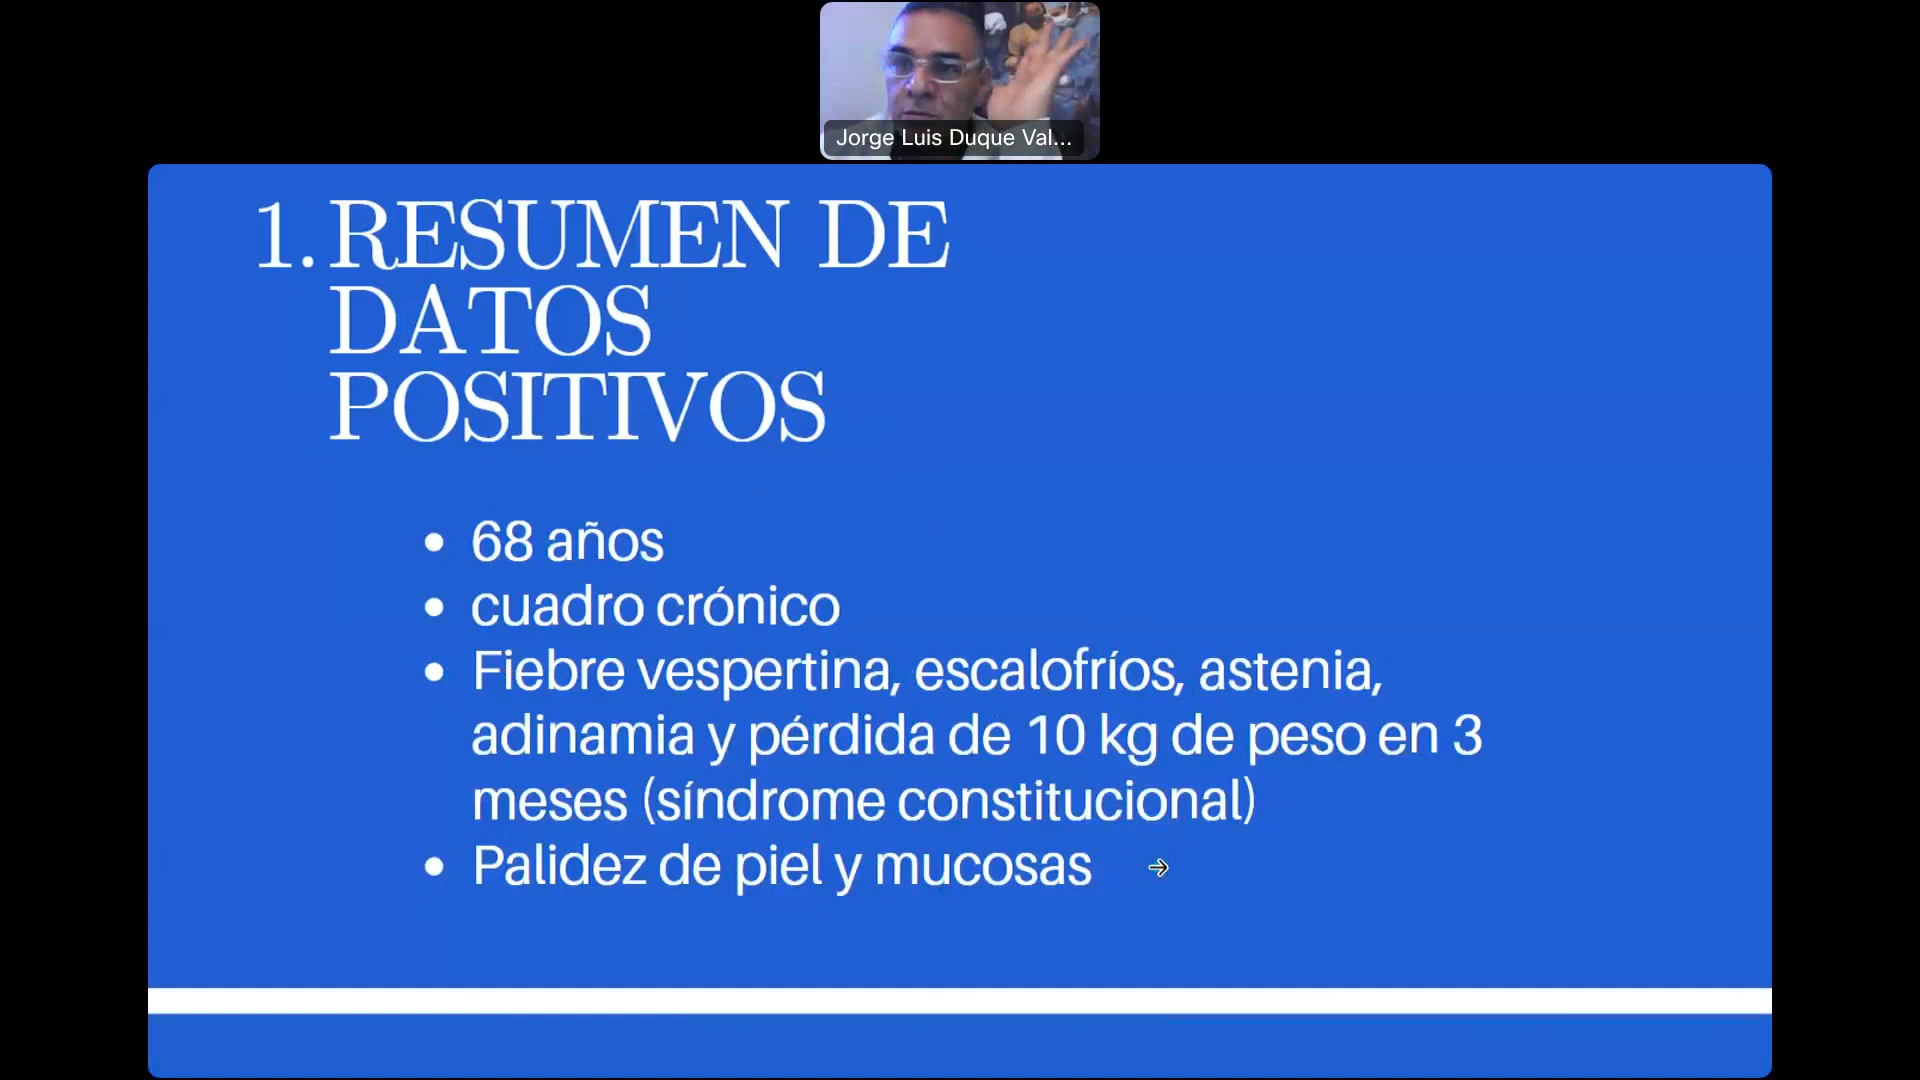 Jorge Luis Duque Val...
1. RESUMEN DE
DATOS
POSITIVOS
• 68 años
• cuadro crónico
• Fiebre vespertina, escalofríos, astenia,
adinamia y pérdida de 10 kg de peso en 3
meses (síndrome constitucional)
• Palidez de piel y mucosas